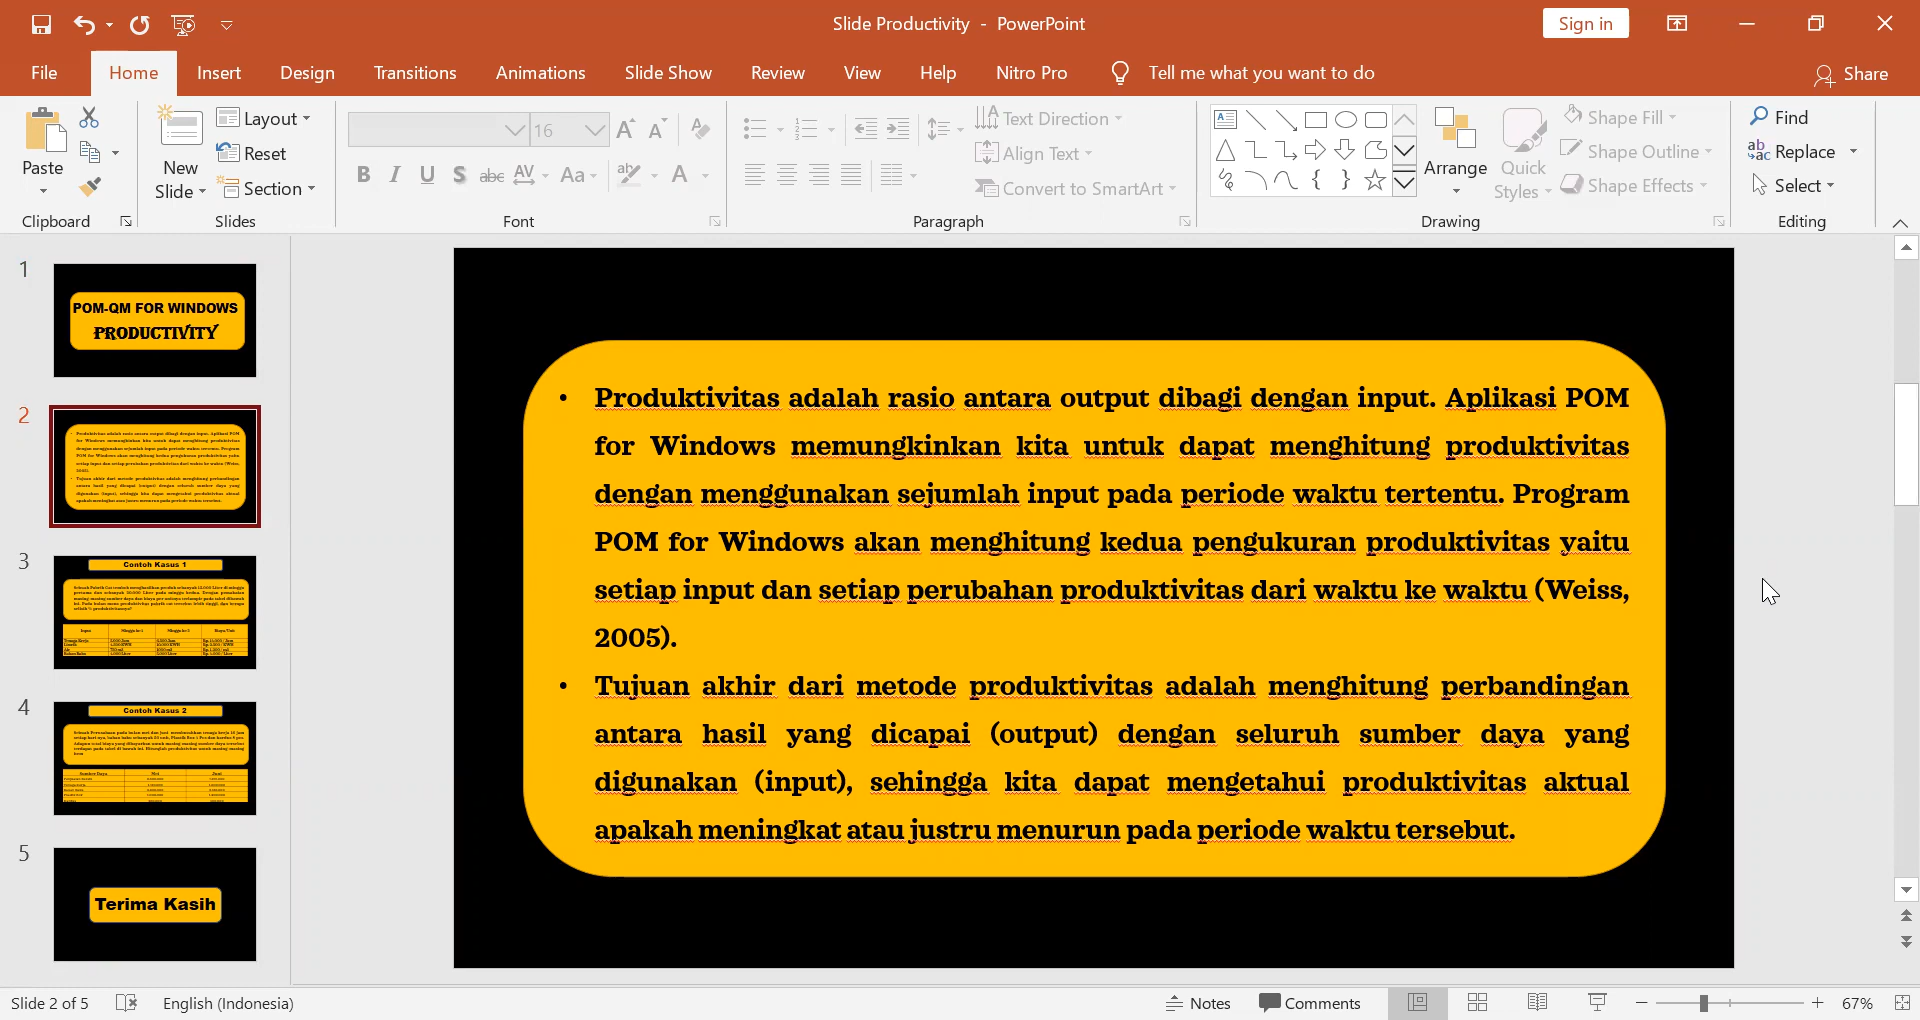 Slide Productivity - PowerPoint
Sign in
File Home Insert Design Transitions Animations Slide Show Review View Help Nitro Pro Tell me what you want to do Share
Paste
Clipboard
New Slide
Layout
Reset
Section
Slides
16
B I U S abc AV Aa A
Font
Text Direction
Align Text
Convert to SmartArt
Paragraph
Arrange
Quick Styles
Shape Fill
Shape Outline
Shape Effects
Drawing
Find
Replace
Select
Editing
1
POM-QM FOR WINDOWS
PRODUCTIVITY
2
3
Contoh Kasus 1
4
Contoh Kasus 2
5
Terima Kasih
• Produktivitas adalah rasio antara output dibagi dengan input. Aplikasi POM
for Windows memungkinkan kita untuk dapat menghitung produktivitas
dengan menggunakan sejumlah input pada periode waktu tertentu. Program
POM for Windows akan menghitung kedua pengukuran produktivitas yaitu
setiap input dan setiap perubahan produktivitas dari waktu ke waktu (Weiss,
2005).
• Tujuan akhir dari metode produktivitas adalah menghitung perbandingan
antara hasil yang dicapai (output) dengan seluruh sumber daya yang
digunakan (input), sehingga kita dapat mengetahui produktivitas aktual
apakah meningkat atau justru menurun pada periode waktu tersebut.
Slide 2 of 5 English (Indonesia) Notes Comments 67%